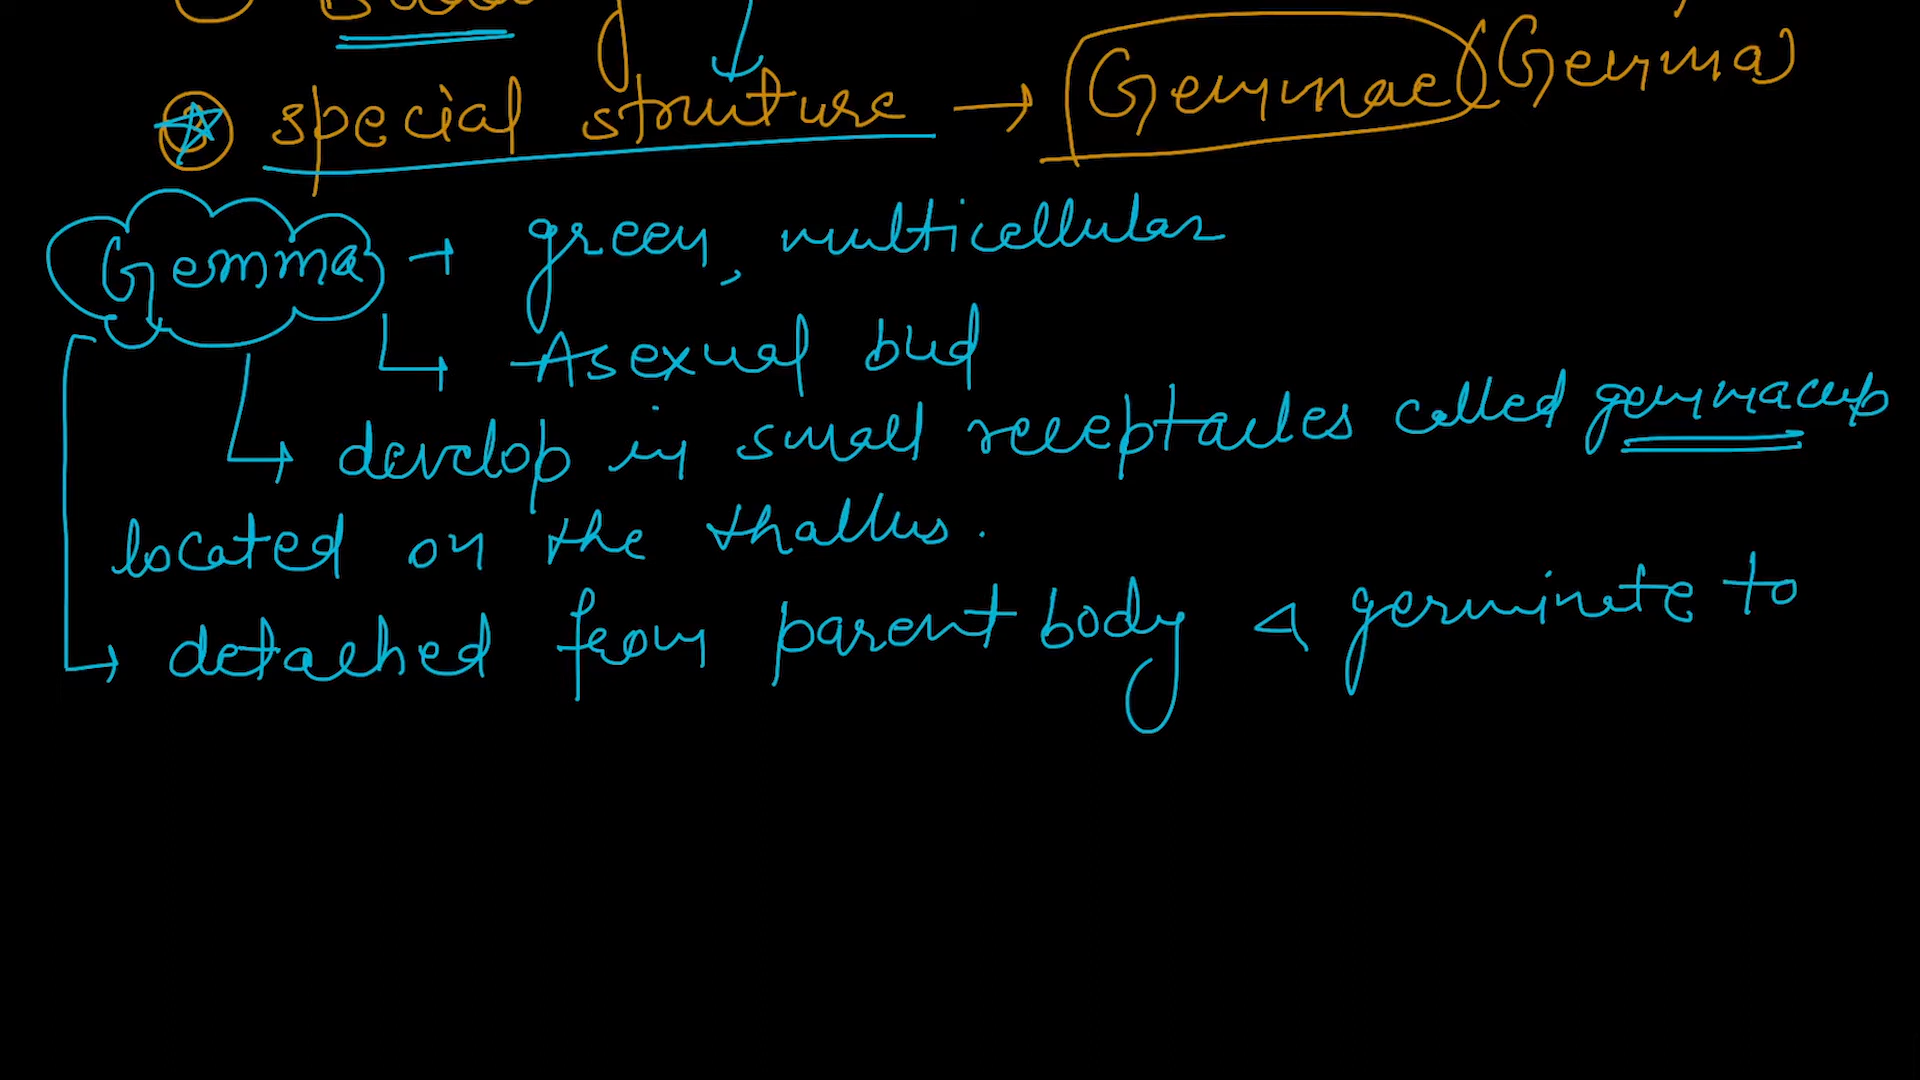 special struture → Gemmae (Gemma)
Gemma → green, multicellular
↳ Asexual bud
↳ develop in small receptacles called gemmacup
located on the thallus.
↳ detached from parent body & germinate to